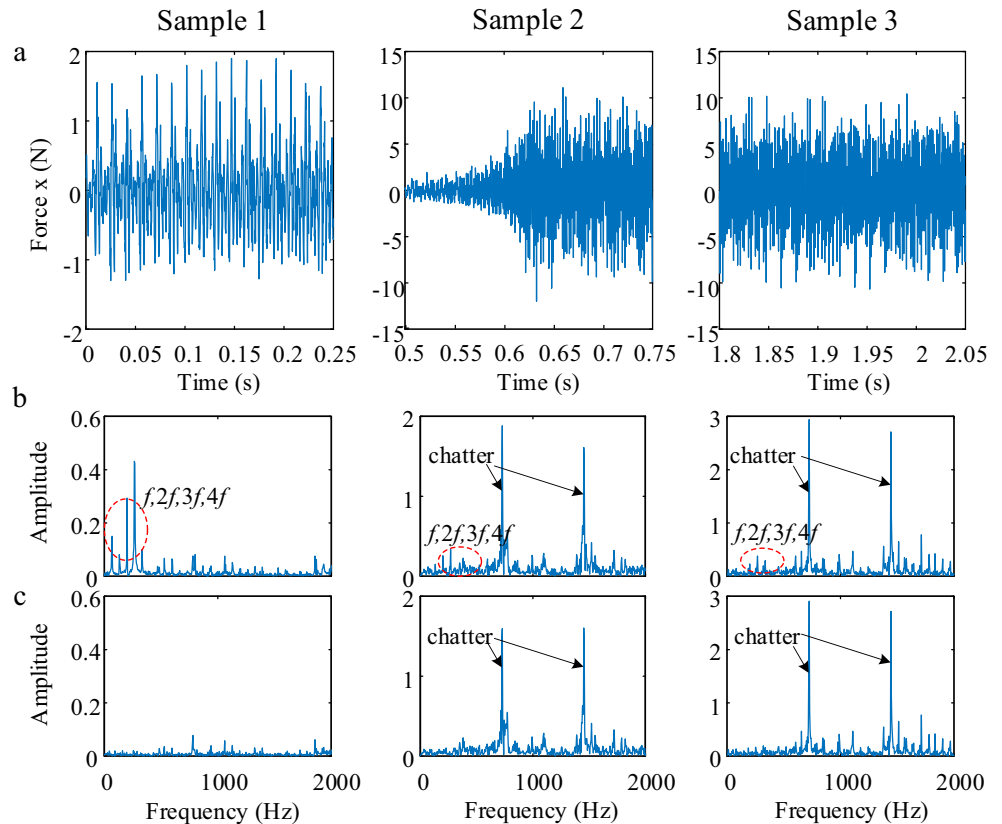 Sample 1 Sample 2 Sample 3
a
Force x (N)
2
1
0
-1
-2
0 0.05 0.1 0.15 0.2 0.25
Time (s)
15
10
5
0
-5
-10
-15
0.5 0.55 0.6 0.65 0.7 0.75
Time (s)
15
10
5
0
-5
-10
-15
1.8 1.85 1.9 1.95 2 2.05
Time (s)
b
Amplitude
0.6
0.4
0.2
0
f,2f,3f,4f
2
1
0
chatter
f,2f,3f,4f
3
2
1
0
chatter
f,2f,3f,4f
c
Amplitude
0.6
0.4
0.2
0
0 1000 2000
Frequency (Hz)
2
1
0
chatter
0 1000 2000
Frequency (Hz)
3
2
1
0
chatter
0 1000 2000
Frequency (Hz)